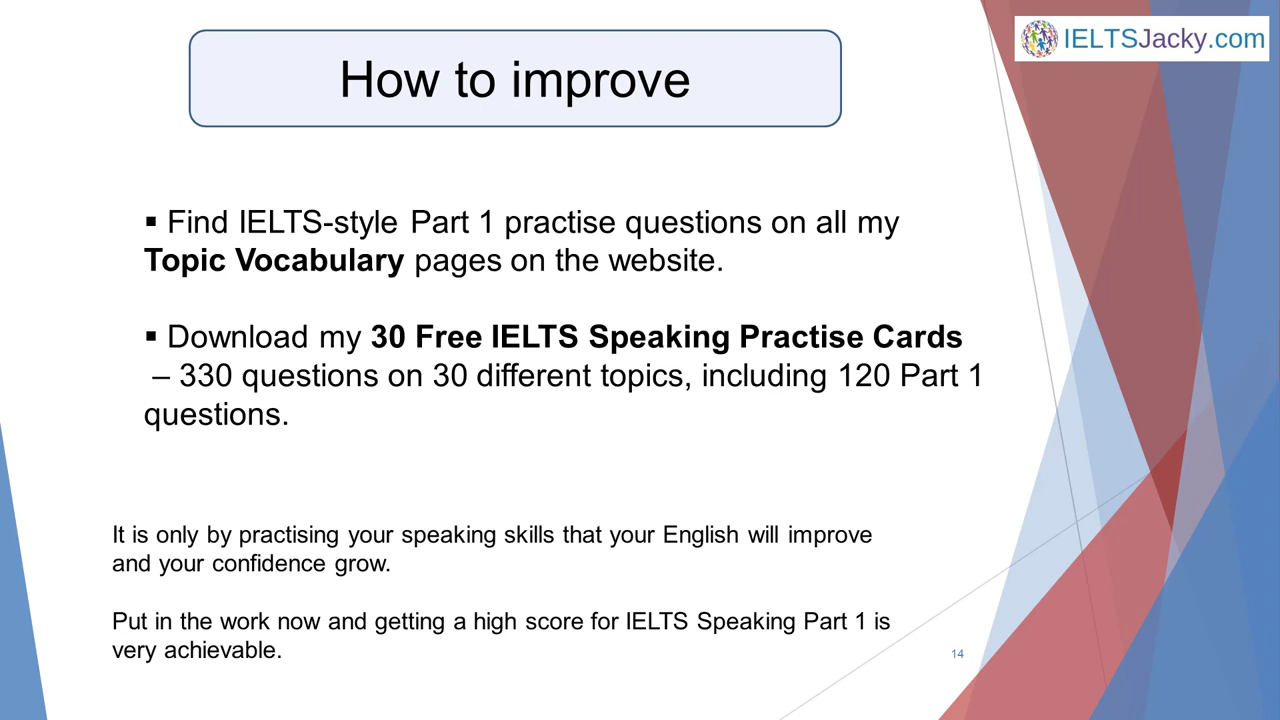 IELTSJacky.com
How to improve
▪ Find IELTS-style Part 1 practise questions on all my
Topic Vocabulary pages on the website.
▪ Download my 30 Free IELTS Speaking Practise Cards
– 330 questions on 30 different topics, including 120 Part 1
questions.
It is only by practising your speaking skills that your English will improve
and your confidence grow.
Put in the work now and getting a high score for IELTS Speaking Part 1 is
very achievable.
14